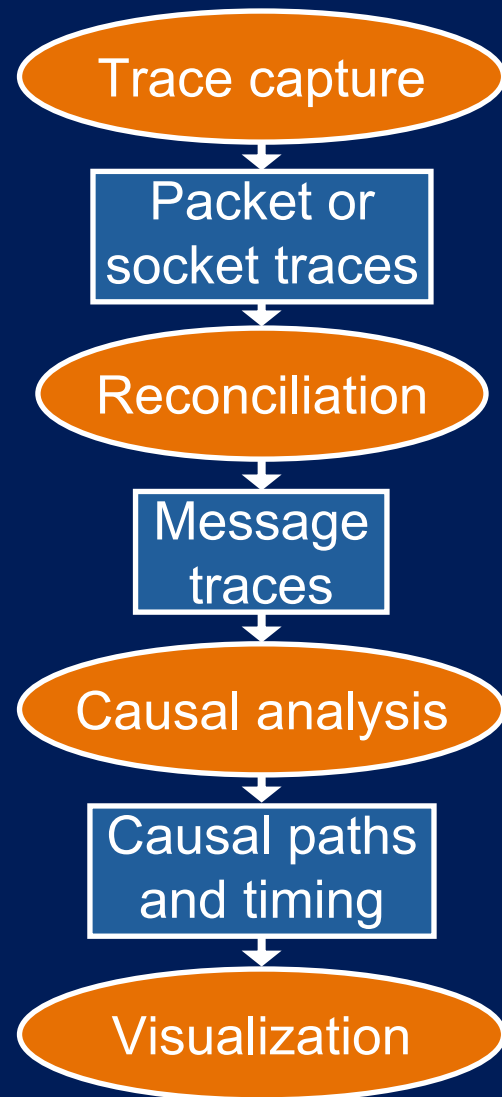 Trace capture
Packet or
socket traces
Reconciliation
Message
traces
Causal analysis
Causal paths
and timing
Visualization